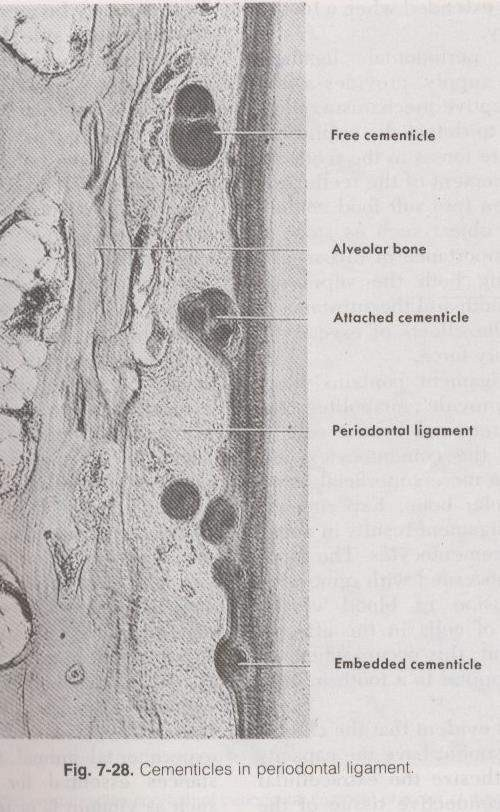 Free cementicle
Alveolar bone
Attached cementicle
Periodontal ligament
Embedded cementicle
Fig. 7-28. Cementicles in periodontal ligament.